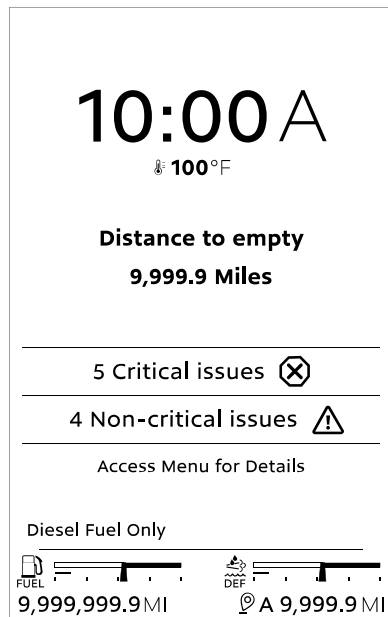 10:00 A
100°F
Distance to empty
9,999.9 Miles
5 Critical issues
4 Non-critical issues
Access Menu for Details
Diesel Fuel Only
FUEL DEF
9,999,999.9 MI A 9,999.9 MI